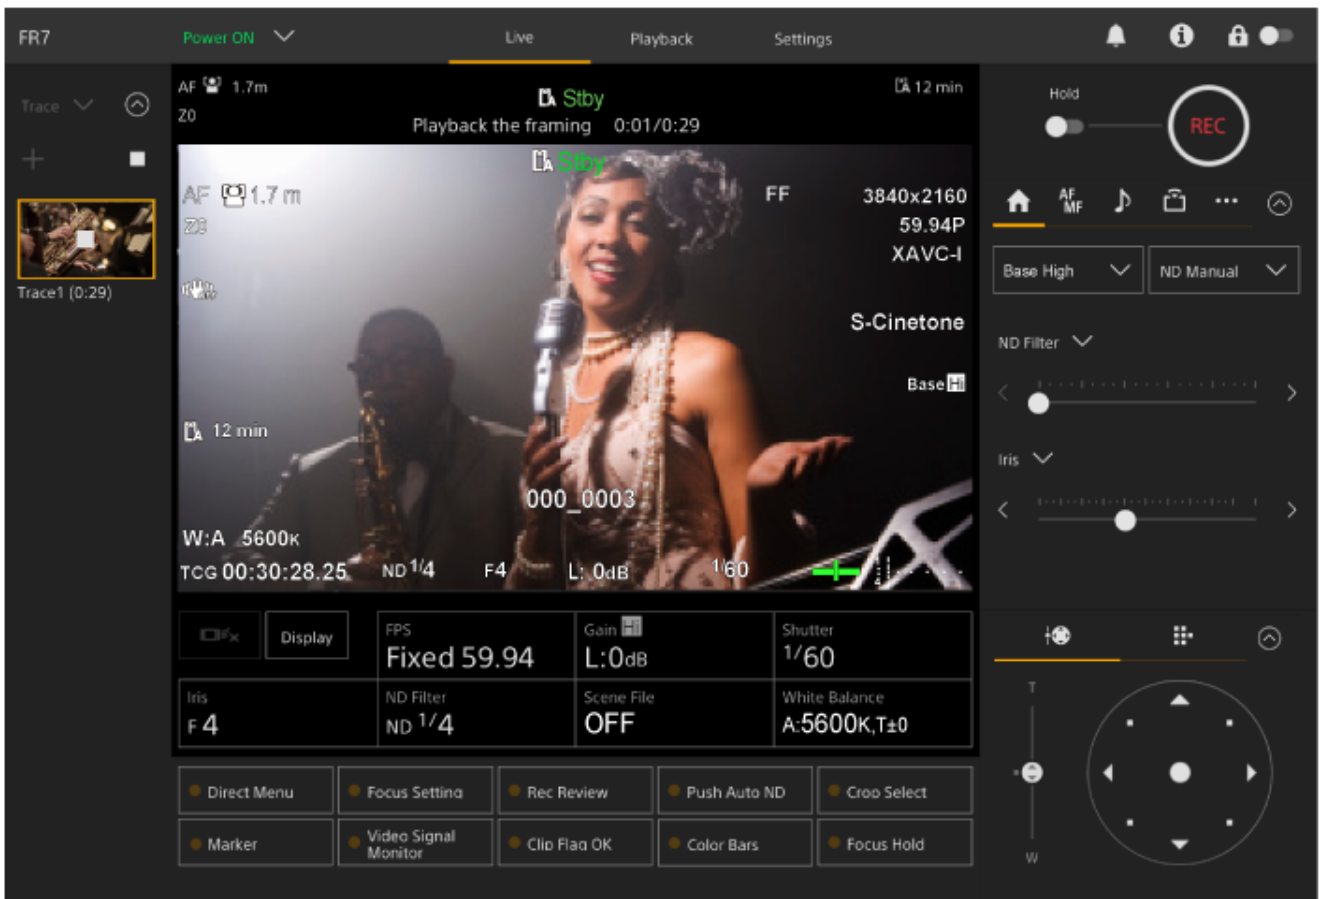 FR7
Power ON
Live
Playback
Settings
Trace
Trace1 (0:29)
AF 1.7m
Z0
Stby
Playback the framing 0:01/0:29
12 min
Stby
AF 1.7 m
Z0
FF
3840x2160
59.94P
XAVC-I
S-Cinetone
Base Hi
12 min
000_0003
W:A 5600K
TCG 00:30:28.25 ND 1/4 F4 L: 0dB 1/60
Display
FPS
Fixed 59.94
Gain Hi
L:0dB
Shutter
1/60
Iris
F 4
ND Filter
ND 1/4
Scene File
OFF
White Balance
A:5600K,T±0
Direct Menu
Focus Setting
Rec Review
Push Auto ND
Crop Select
Marker
Video Signal
Monitor
Clip Flag OK
Color Bars
Focus Hold
Hold
REC
AF
MF
Base High
ND Manual
ND Filter
Iris
T
W